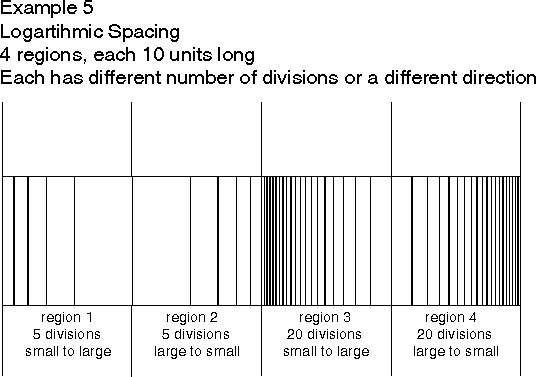 Example 5
Logartihmic Spacing
4 regions, each 10 units long
Each has different number of divisions or a different direction
region 1
5 divisions
small to large
region 2
5 divisions
large to small
region 3
20 divisions
small to large
region 4
20 divisions
large to small